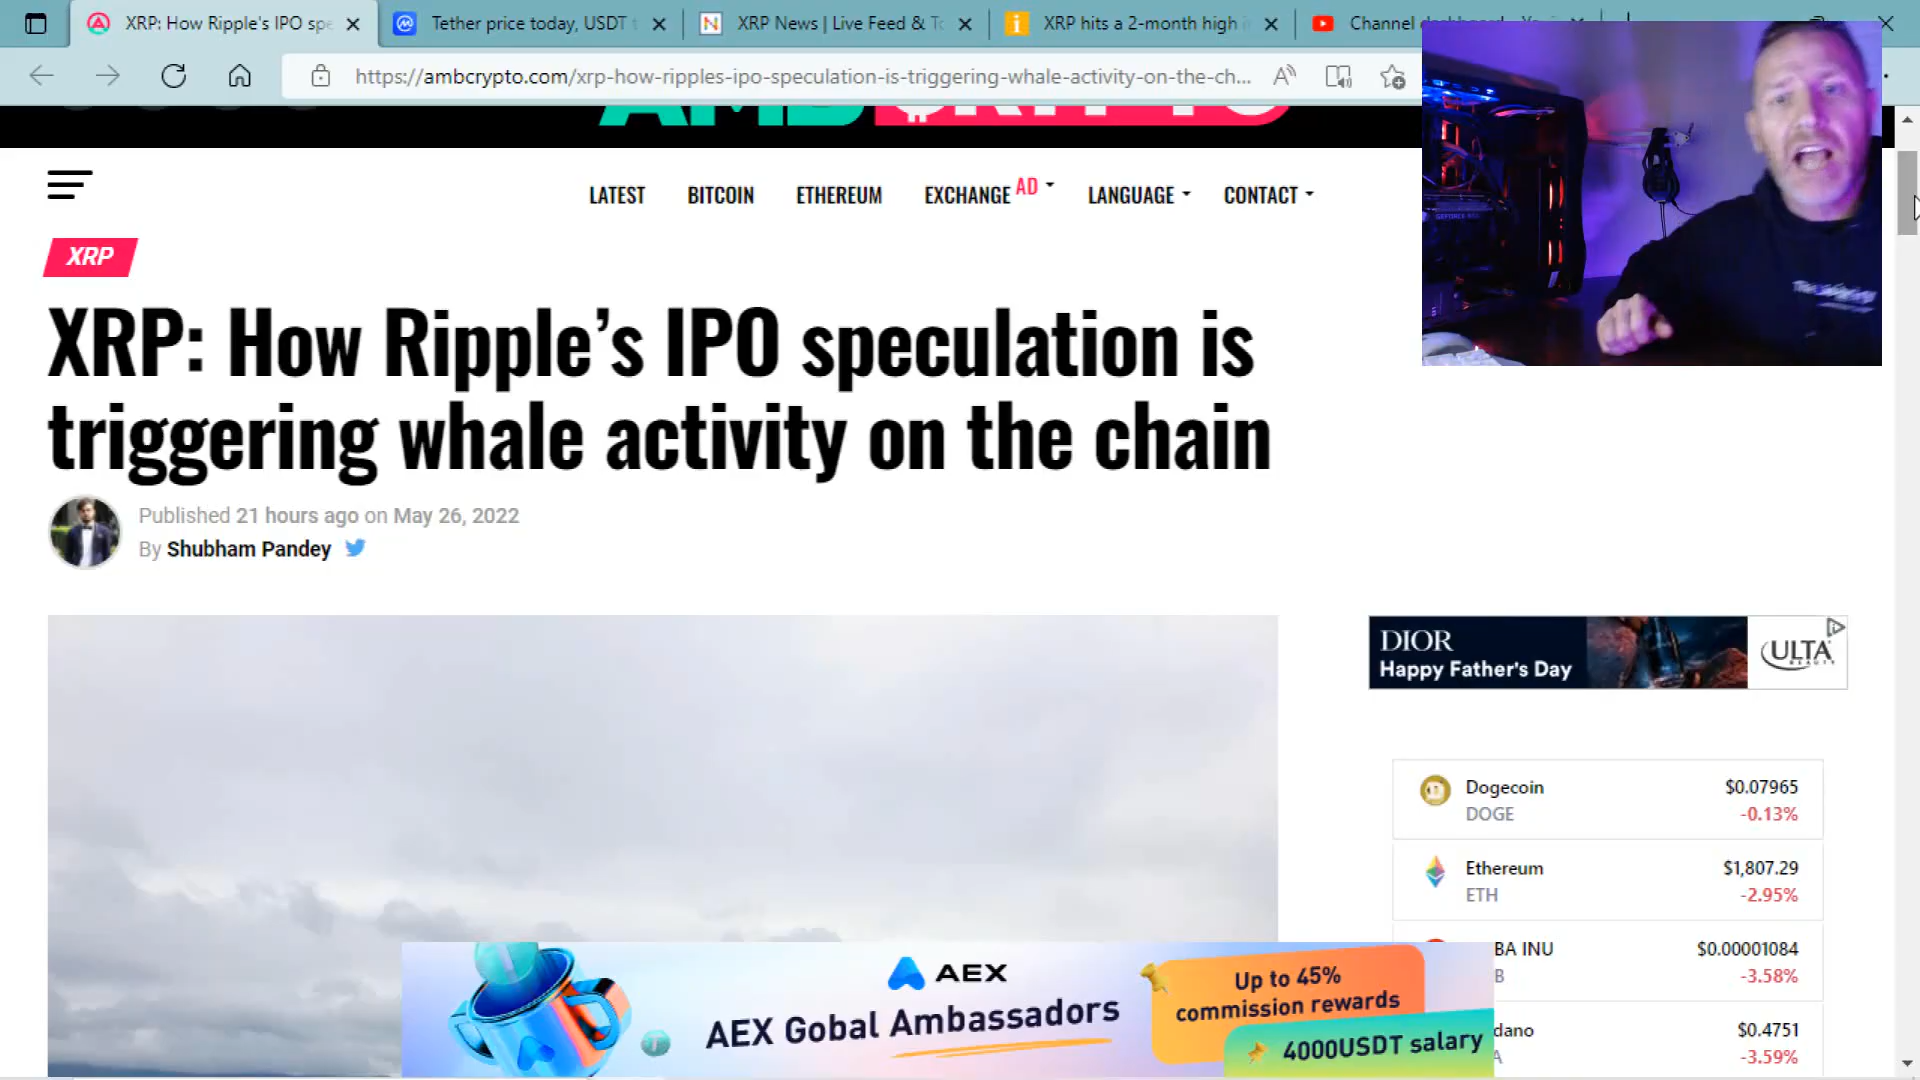 XRP: How Ripple's IPO spe
Tether price today, USDT t
XRP News | Live Feed & To
XRP hits a 2-month high i
Channel
https://ambcrypto.com/xrp-how-ripples-ipo-speculation-is-triggering-whale-activity-on-the-ch...
LATEST
BITCOIN
ETHEREUM
EXCHANGE AD
LANGUAGE
CONTACT
XRP
XRP: How Ripple’s IPO speculation is
triggering whale activity on the chain
Published 21 hours ago on May 26, 2022
By Shubham Pandey
DIOR
Happy Father's Day
ULTA
BEAUTY
Dogecoin $0.07965
DOGE -0.13%
Ethereum $1,807.29
ETH -2.95%
BA INU $0.00001084
B -3.58%
dano $0.4751
A -3.59%
AEX
AEX Gobal Ambassadors
Up to 45%
commission rewards
4000USDT salary